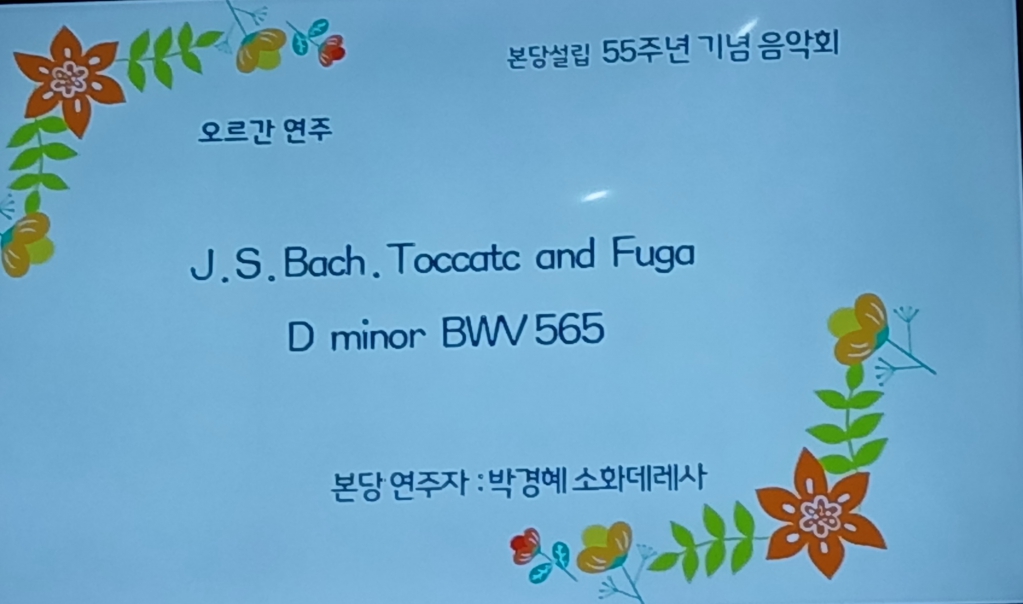 본당설립 55주년 기념 음악회
오르간 연주
J.S.Bach. Toccatc and Fuga
D minor BWV 565
본당 연주자 : 박경혜 소화데레사